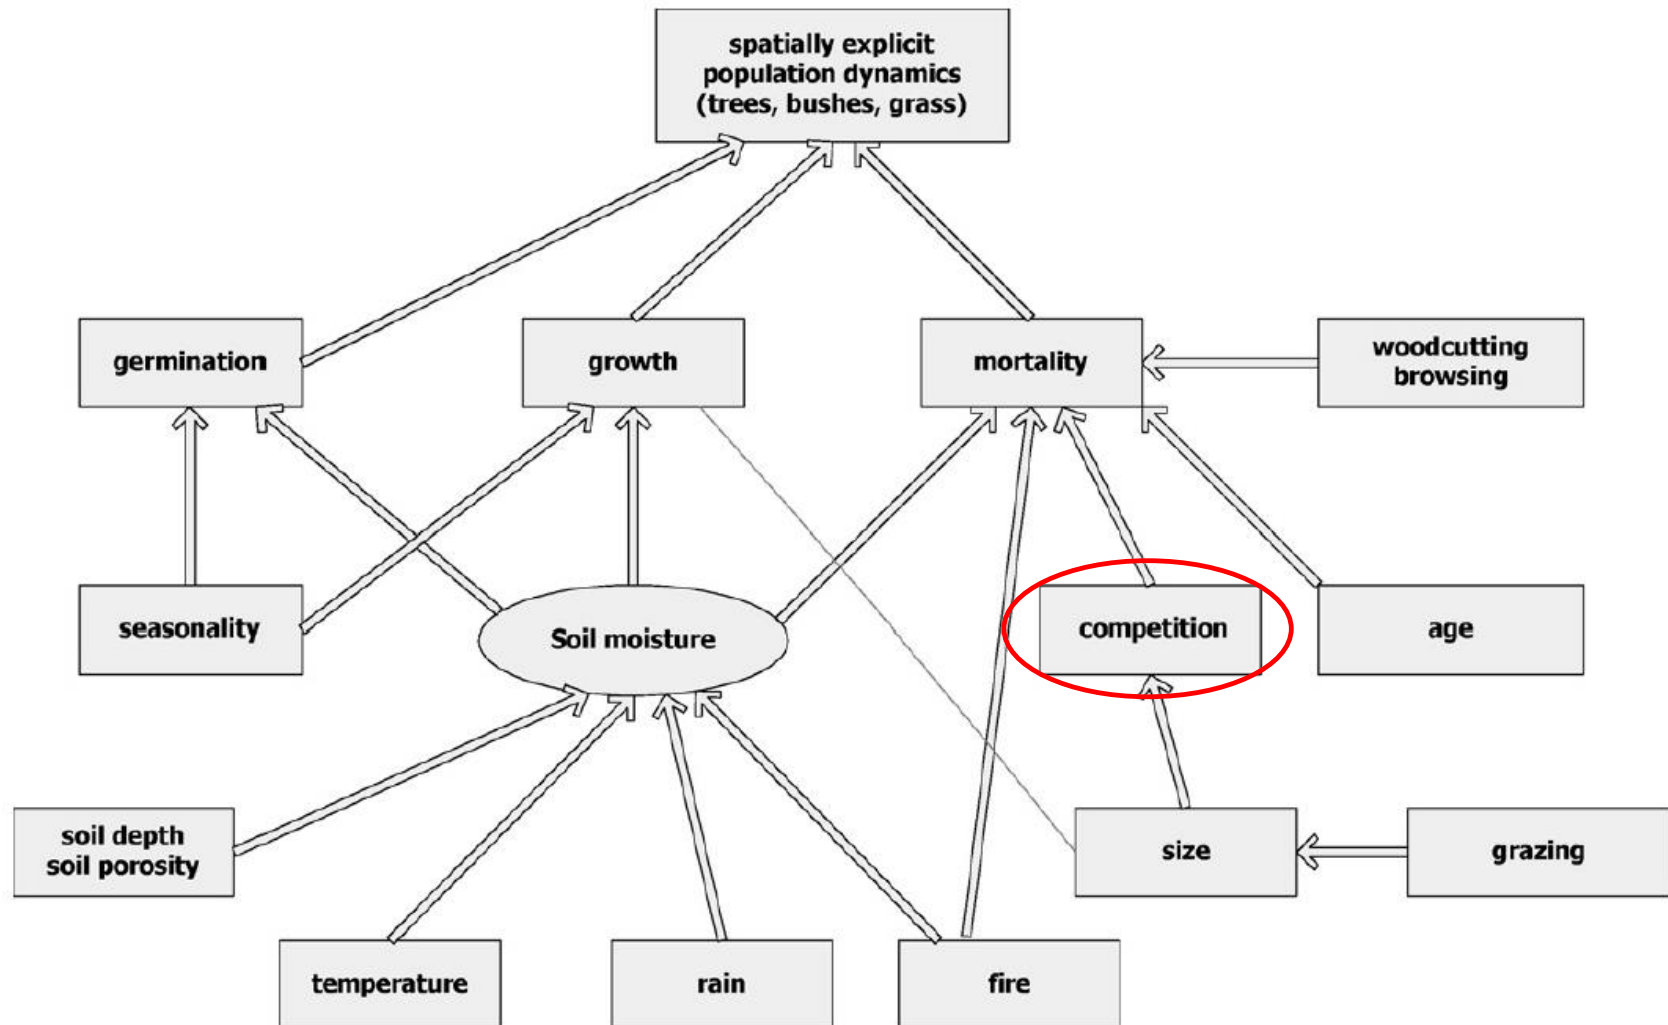 spatially explicit
population dynamics
(trees, bushes, grass)
germination
growth
mortality
woodcutting
browsing
seasonality
Soil moisture
competition
age
soil depth
soil porosity
size
grazing
temperature
rain
fire